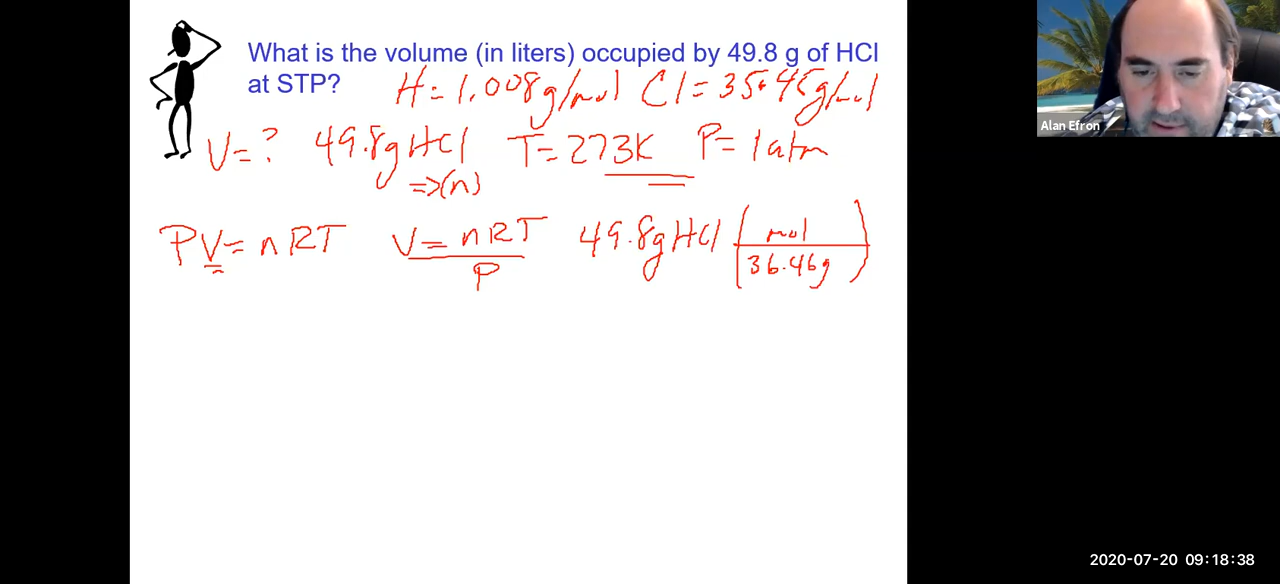 What is the volume (in liters) occupied by 49.8 g of HCl
at STP?
H = 1.008g/mol Cl = 35.45g/mol
V = ? 49.8g HCl T = 273K P = 1 atm
=>(n)
PV = nRT V = nRT/P 49.8g HCl (mol/36.46g)
Alan Efron
2020-07-20 09:18:38